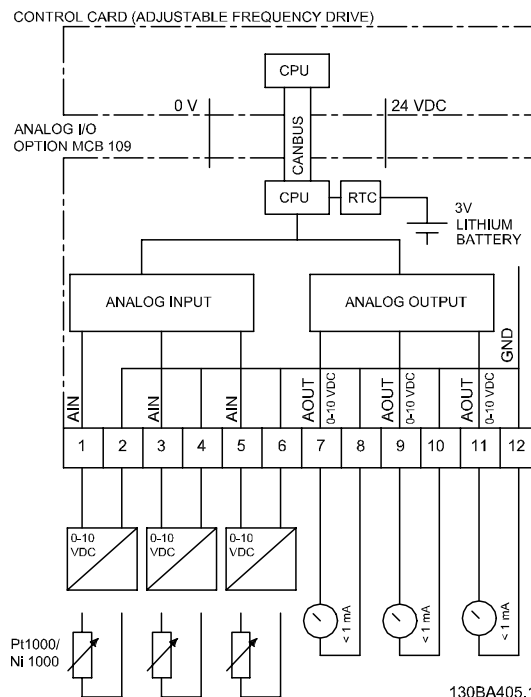 CONTROL CARD (ADJUSTABLE FREQUENCY DRIVE)
CPU
0 V
24 VDC
ANALOG I/O
OPTION MCB 109
CANBUS
CPU
RTC
3V
LITHIUM
BATTERY
ANALOG INPUT
ANALOG OUTPUT
AIN
AIN
AIN
AOUT
0-10 VDC
AOUT
0-10 VDC
AOUT
0-10 VDC
GND
1 2 3 4 5 6 7 8 9 10 11 12
0-10
VDC
0-10
VDC
0-10
VDC
< 1 mA
< 1 mA
< 1 mA
Pt1000/
Ni 1000
130BA405.